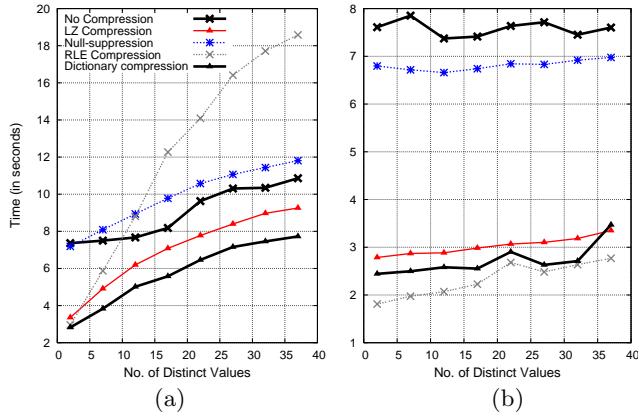 20
18
16
14
12
10
8
6
4
2
Time (in seconds)
No Compression
LZ Compression
Null-suppression
RLE Compression
Dictionary compression
0 5 10 15 20 25 30 35 40
No. of Distinct Values
(a)
8
7
6
5
4
3
2
1
0 5 10 15 20 25 30 35 40
No. of Distinct Values
(b)